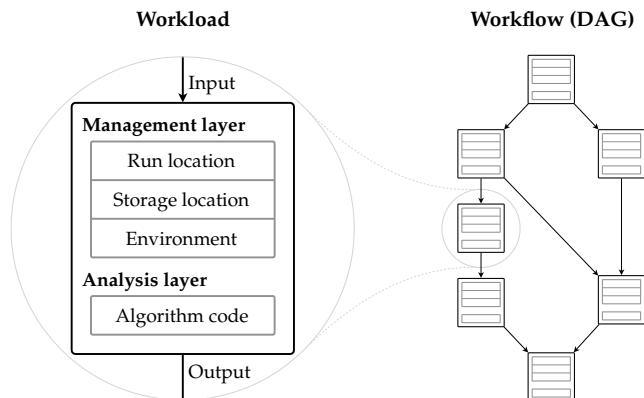 Workload
Workflow (DAG)
Input
Management layer
Run location
Storage location
Environment
Analysis layer
Algorithm code
Output